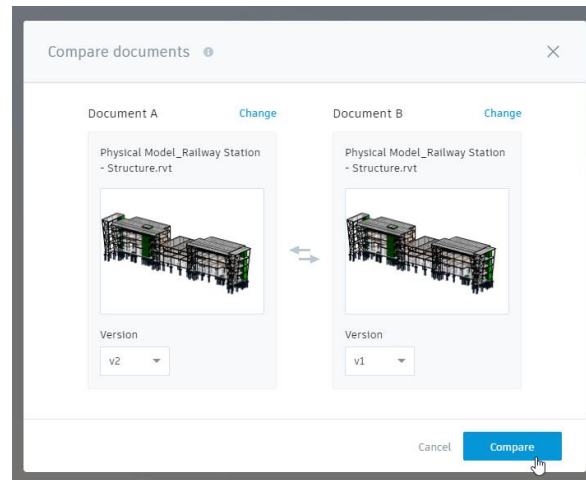 Compare documents
Document A
Change
Document B
Change
Physical Model_Railway Station
- Structure.rvt
Physical Model_Railway Station
- Structure.rvt
Version
v2
Version
v1
Cancel
Compare